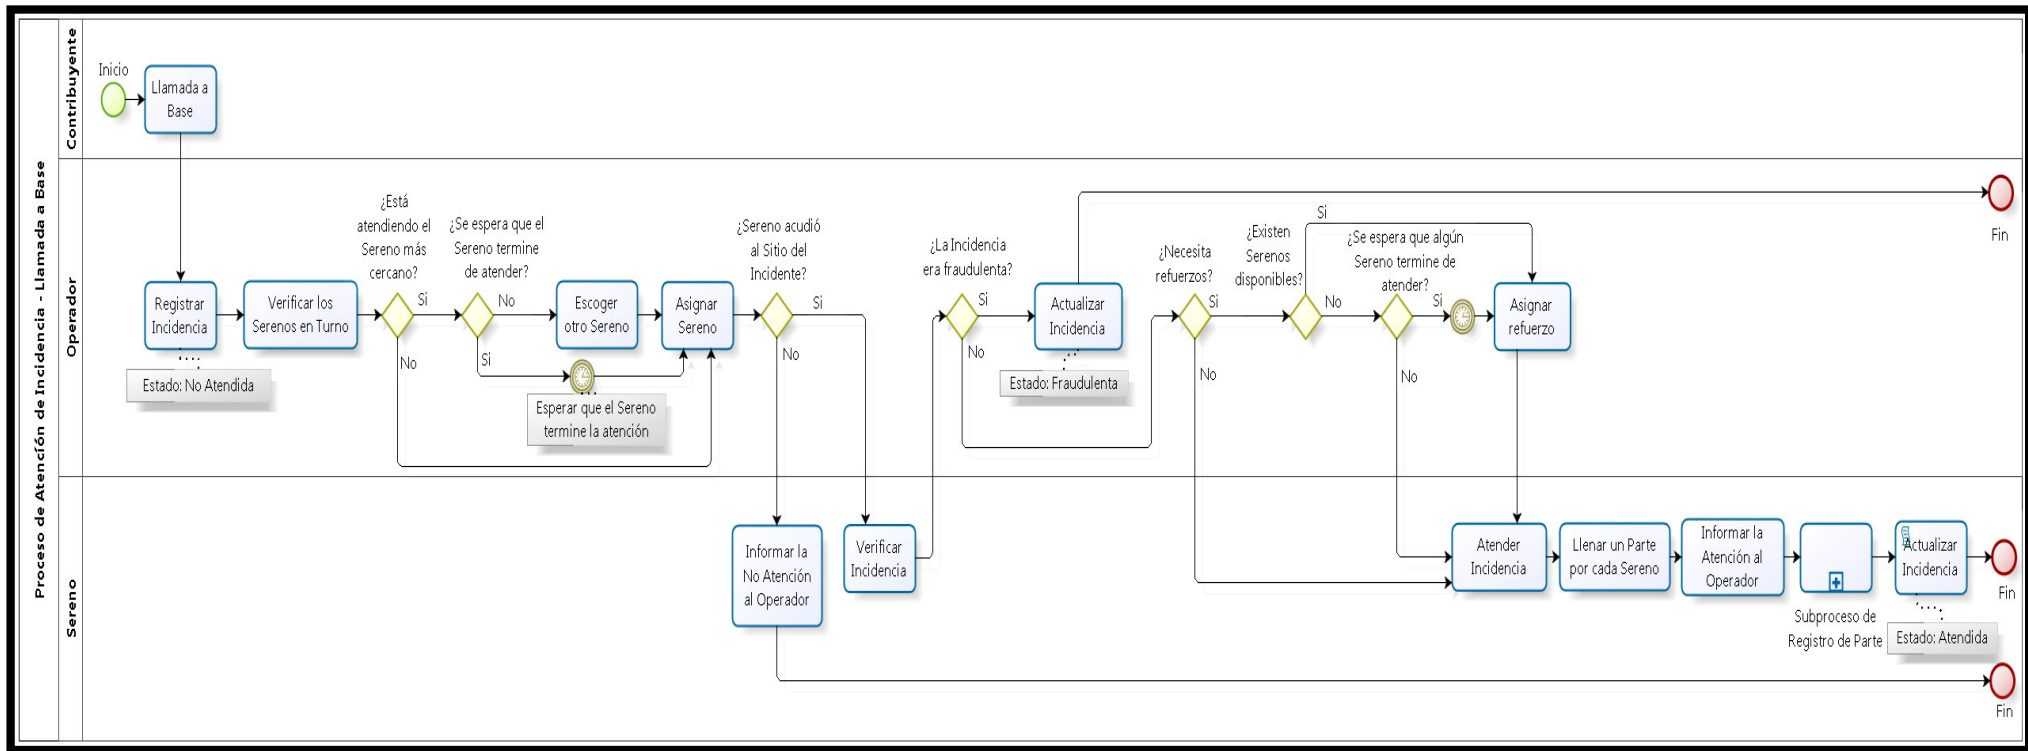 Proceso de Atención de Incidencia - Llamada a Base
Contribuyente
Inicio
Llamada a
Base
Operador
Registrar
Incidencia
Estado: No Atendida
Verificar los
Serenos en Turno
¿Está
atendiendo el
Sereno más
cercano?
Si
No
¿Se espera que el
Sereno termine
de atender?
No
Si
Escoger
otro Sereno
Esperar que el Sereno
termine la atención
Asignar
Sereno
¿Sereno acudió
al Sitio del
Incidente?
Si
No
¿La Incidencia
era fraudulenta?
Si
No
Actualizar
Incidencia
Estado: Fraudulenta
¿Necesita
refuerzos?
Si
No
¿Existen
Serenos
disponibles?
Si
No
¿Se espera que algún
Sereno termine de
atender?
Si
No
Asignar
refuerzo
Fin
Sereno
Informar la
No Atención
al Operador
Verificar
Incidencia
Atender
Incidencia
Llenar un Parte
por cada Sereno
Informar la
Atención al
Operador
Subproceso de
Registro de Parte
Actualizar
Incidencia
Estado: Atendida
Fin
Fin